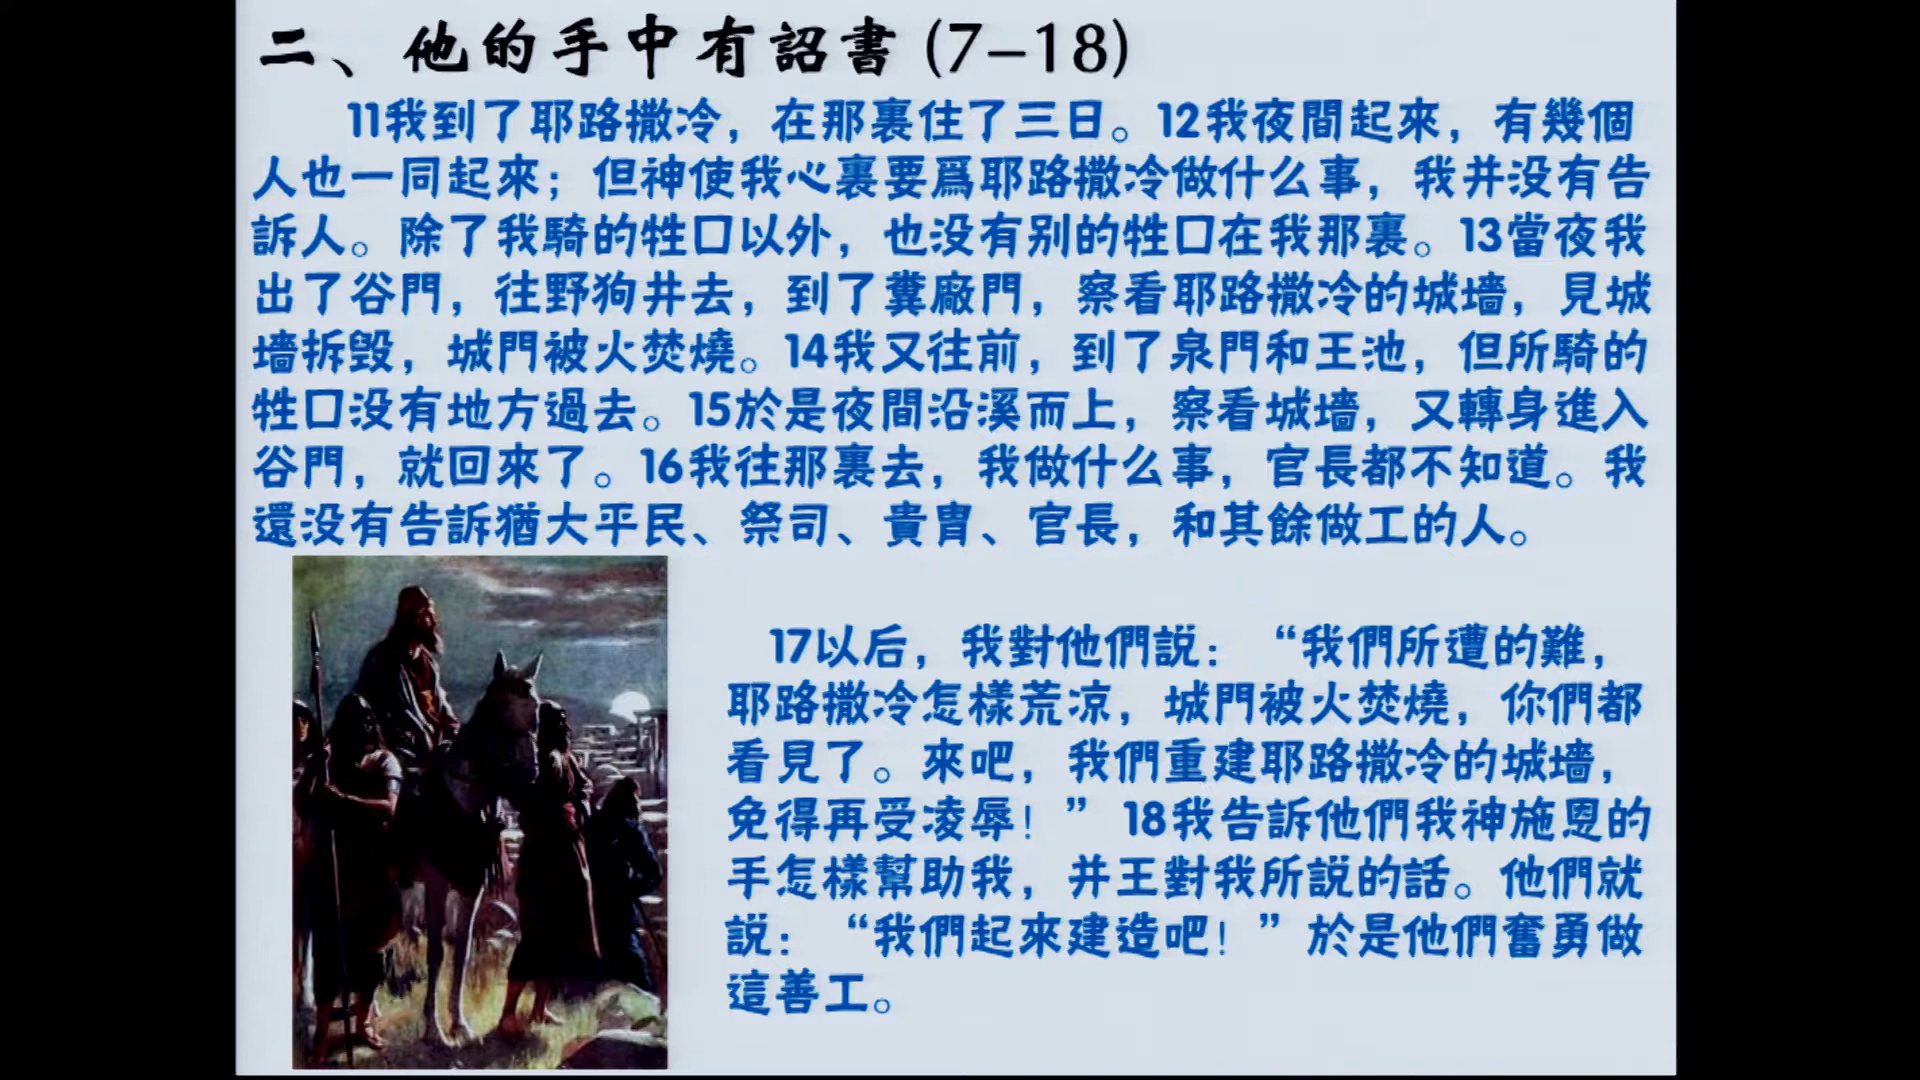 二、他的手中有詔書 (7–18)
11我到了耶路撒冷，在那裏住了三日。12我夜間起來，有幾個
人也一同起來；但神使我心裏要爲耶路撒冷做什么事，我并没有告
訴人。除了我騎的牲口以外，也没有别的牲口在我那裏。13當夜我
出了谷門，往野狗井去，到了糞廠門，察看耶路撒冷的城墻，見城
墻拆毀，城門被火焚燒。14我又往前，到了泉門和王池，但所騎的
牲口没有地方過去。15於是夜間沿溪而上，察看城墻，又轉身進入
谷門，就回來了。16我往那裏去，我做什么事，官長都不知道。我
還没有告訴猶大平民、祭司、貴胄、官長，和其餘做工的人。
17以后，我對他們説：“我們所遭的難，
耶路撒冷怎樣荒凉，城門被火焚燒，你們都
看見了。來吧，我們重建耶路撒冷的城墻，
免得再受凌辱！”18我告訴他們我神施恩的
手怎樣幫助我，并王對我所説的話。他們就
説：“我們起來建造吧！”於是他們奮勇做
這善工。